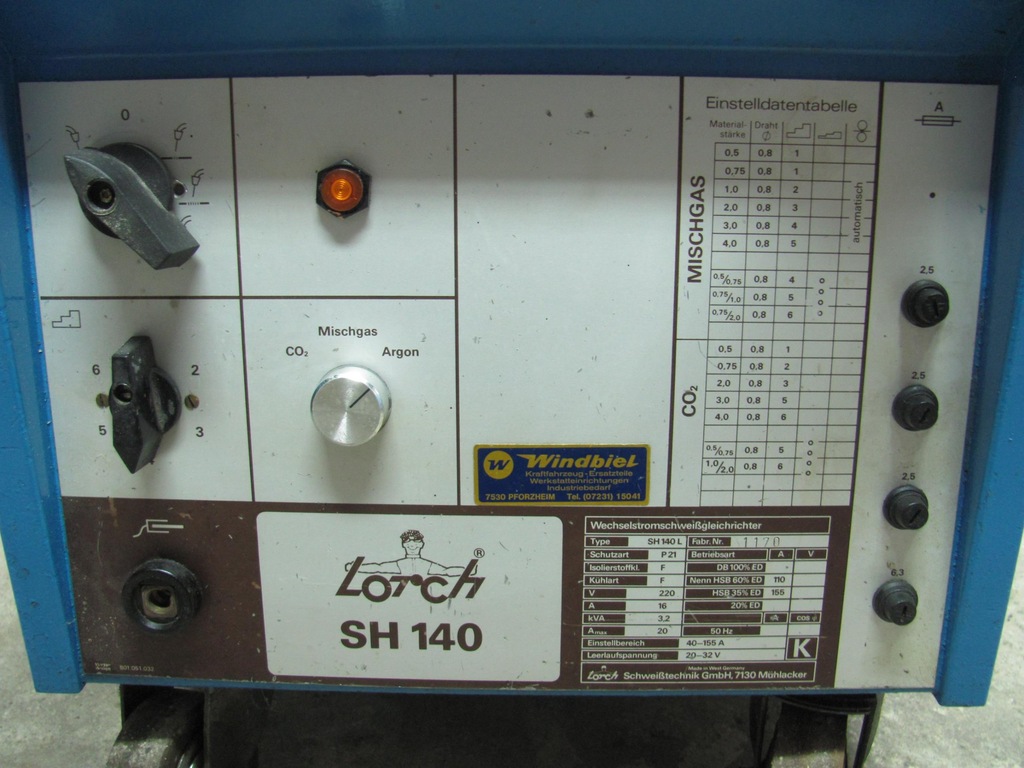 0
6
2
5
3
Mischgas
CO₂
Argon
W Windbiel
Kraftfahrzeug-Ersatzteile
Werkstatteinrichtungen
Industriebedarf
7530 PFORZHEIM Tel. (07231) 15041
Einstelldatentabelle
Material-stärke Draht Ø
MISCHGAS
0,5 0,8 1
0,75 0,8 1
1,0 0,8 2
2,0 0,8 3
3,0 0,8 4
4,0 0,8 5
automatisch
0,5/0,75 0,8 4
0,75/1,0 0,8 5
0,75/2,0 0,8 6
CO₂
0,5 0,8 1
0,75 0,8 2
2,0 0,8 3
3,0 0,8 5
4,0 0,8 6
0,5/0,75 0,8 5
1,0/2,0 0,8 6
A
2,5
2,5
2,5
6,3
Lorch®
SH 140
Wechselstromschweißgleichrichter
Type SH 140 L Fabr. Nr. 1170
Schutzart P 21 Betriebsart A V
Isolierstoffkl. F DB 100% ED
Kühlart F Nenn HSB 60% ED 110
V 220 HSB 35% ED 155
A 16 20% ED
kVA 3,2 A cos φ
Amax 20 50 Hz
Einstellbereich 40–155 A
Leerlaufspannung 20–32 V
K
Made in West Germany
Lorch Schweißtechnik GmbH, 7130 Mühlacker